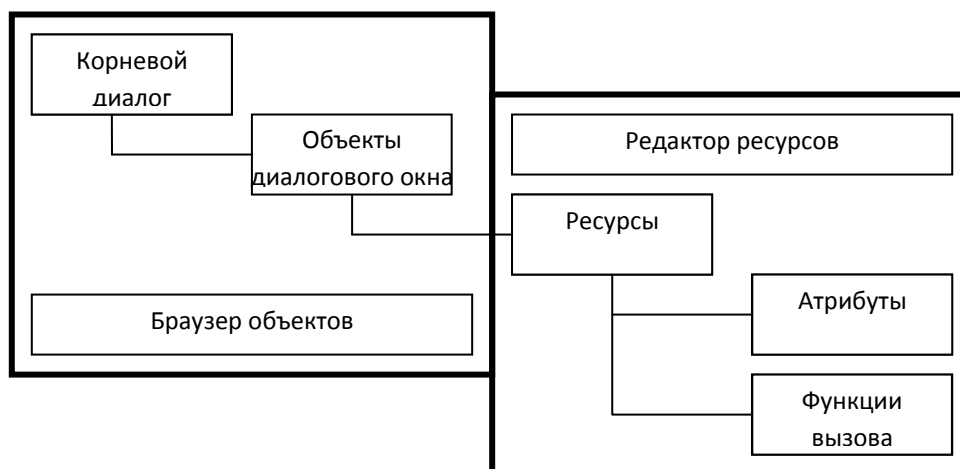 Корневой
диалог
Объекты
диалогового окна
Браузер объектов
Редактор ресурсов
Ресурсы
Атрибуты
Функции
вызова